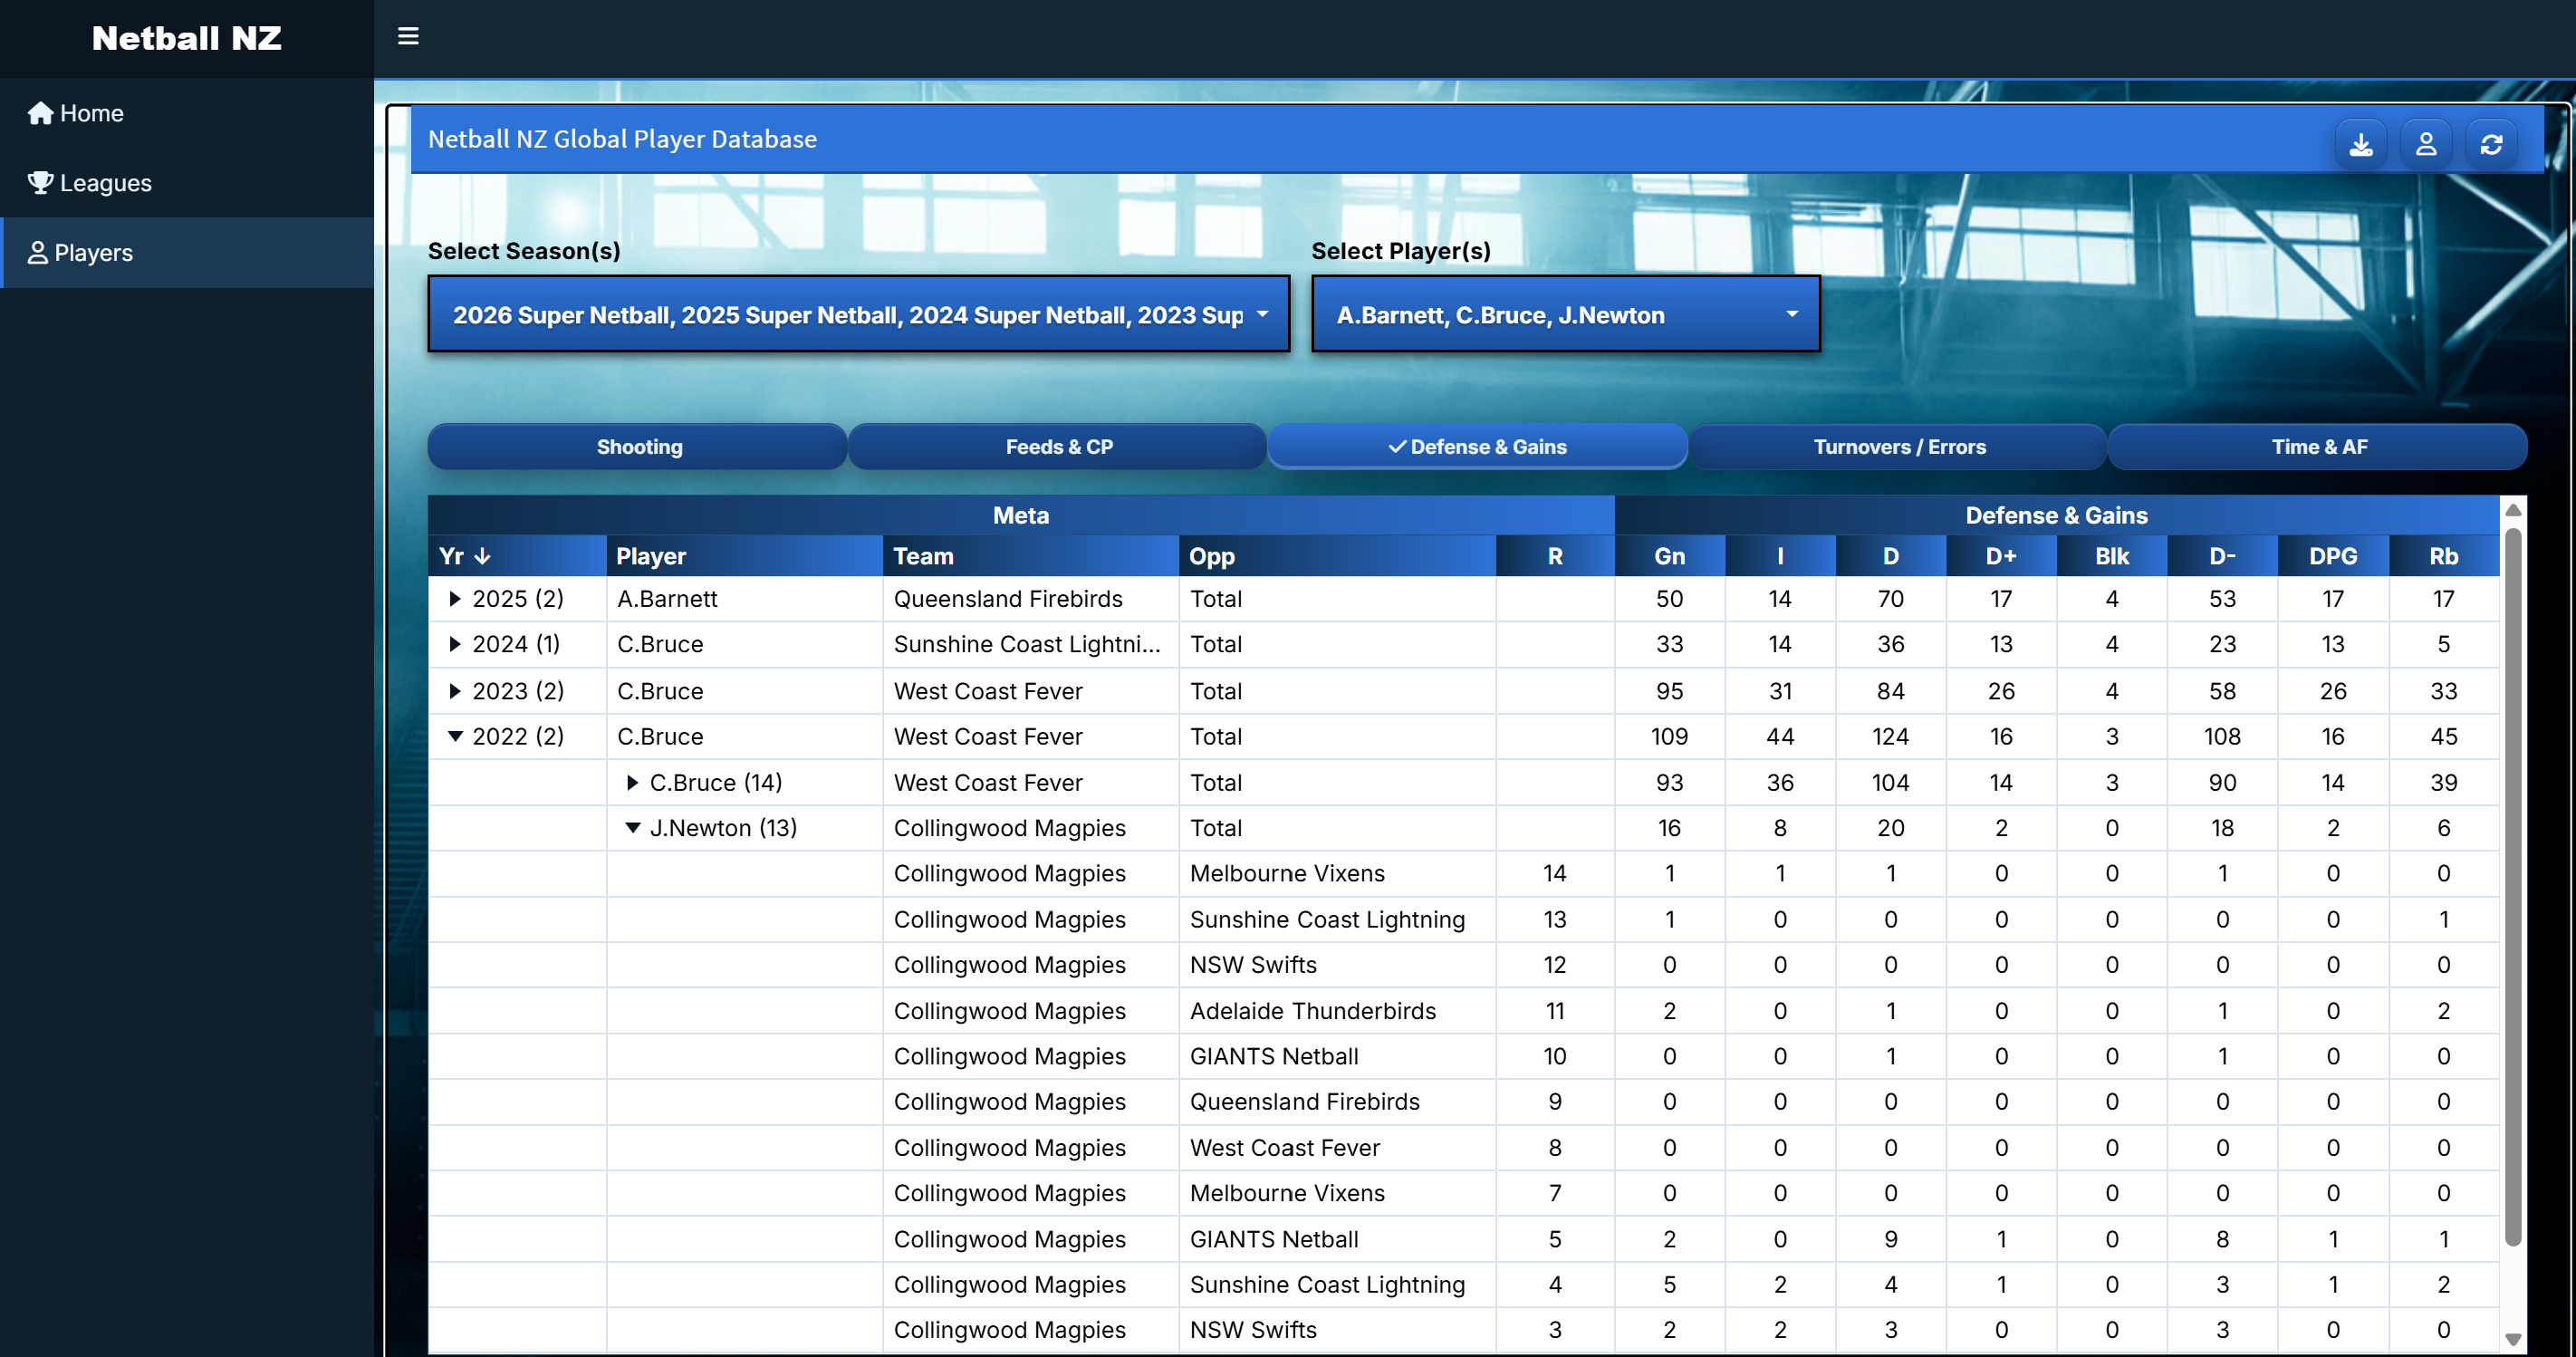 Netball NZ
Home
Leagues
Players
Netball NZ Global Player Database
Select Season(s)
Select Player(s)
2026 Super Netball, 2025 Super Netball, 2024 Super Netball, 2023 Sup
A.Barnett, C.Bruce, J.Newton
Shooting Feeds & CP Defense & Gains Turnovers / Errors Time & AF
Meta Defense & Gains
Yr Player Team Opp R Gn I D D+ Blk D- DPG Rb
2025 (2) A.Barnett Queensland Firebirds Total 50 14 70 17 4 53 17 17
2024 (1) C.Bruce Sunshine Coast Lightni... Total 33 14 36 13 4 23 13 5
2023 (2) C.Bruce West Coast Fever Total 95 31 84 26 4 58 26 33
2022 (2) C.Bruce West Coast Fever Total 109 44 124 16 3 108 16 45
C.Bruce (14) West Coast Fever Total 93 36 104 14 3 90 14 39
J.Newton (13) Collingwood Magpies Total 16 8 20 2 0 18 2 6
Collingwood Magpies Melbourne Vixens 14 1 1 1 0 0 1 0 0
Collingwood Magpies Sunshine Coast Lightning 13 1 0 0 0 0 0 0 1
Collingwood Magpies NSW Swifts 12 0 0 0 0 0 0 0 0
Collingwood Magpies Adelaide Thunderbirds 11 2 0 1 0 0 1 0 2
Collingwood Magpies GIANTS Netball 10 0 0 1 0 0 1 0 0
Collingwood Magpies Queensland Firebirds 9 0 0 0 0 0 0 0 0
Collingwood Magpies West Coast Fever 8 0 0 0 0 0 0 0 0
Collingwood Magpies Melbourne Vixens 7 0 0 0 0 0 0 0 0
Collingwood Magpies GIANTS Netball 5 2 0 9 1 0 8 1 1
Collingwood Magpies Sunshine Coast Lightning 4 5 2 4 1 0 3 1 2
Collingwood Magpies NSW Swifts 3 2 2 3 0 0 3 0 0